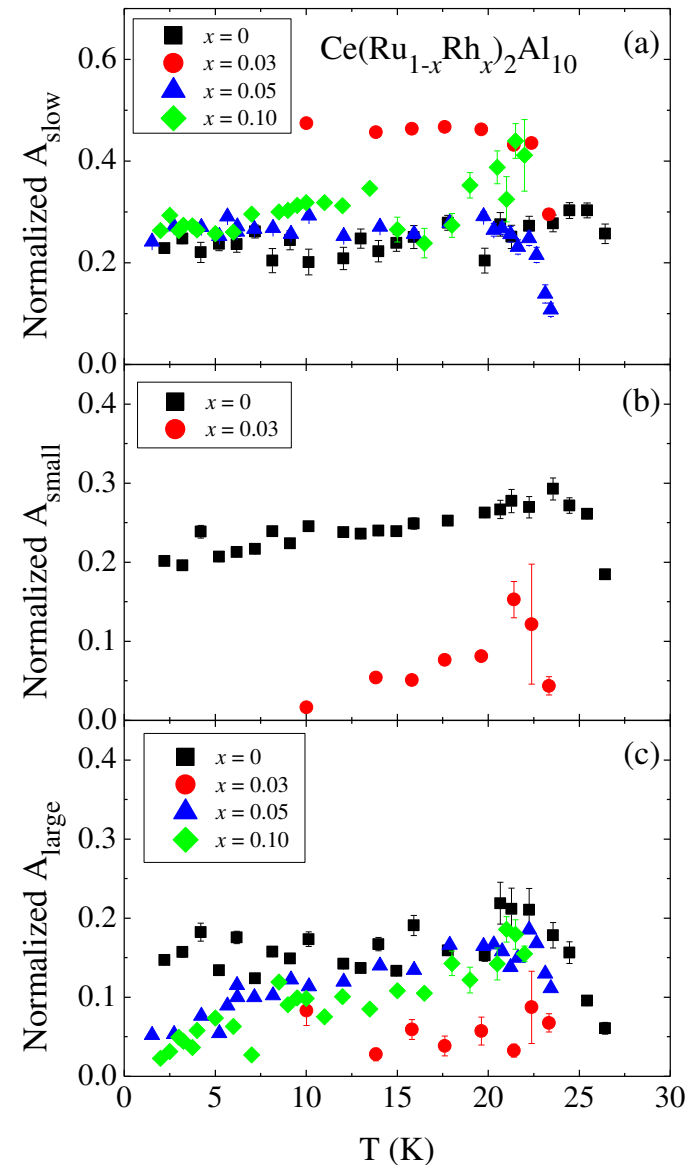 Ce(Ru1-xRhx)2Al10
(a)
x = 0
x = 0.03
x = 0.05
x = 0.10
Normalized Aslow
0.6
0.4
0.2
0.0
(b)
x = 0
x = 0.03
Normalized Asmall
0.4
0.3
0.2
0.1
0.0
(c)
x = 0
x = 0.03
x = 0.05
x = 0.10
Normalized Alarge
0.4
0.3
0.2
0.1
0.0
0 5 10 15 20 25 30
T (K)